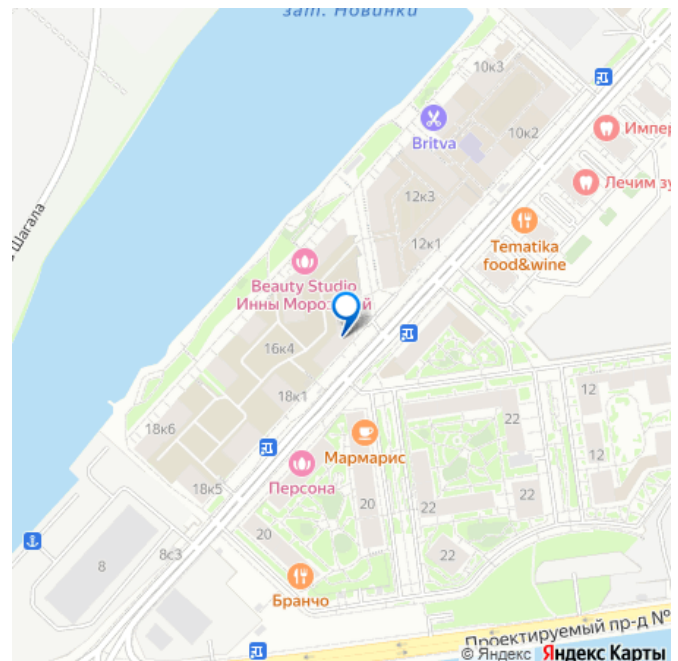 зат. Новинки
10к3
Britva
10к2
Импер
Лечим зу
12к3
Шагала
12к1
Tematika
food&wine
Beauty Studio
Инны Мороз й
16к4
18к1
12
22
18к6
Мармарис
12
Персона
22
18к5
20
22
20
8с3
22
8
Бранчо
Проектируемый пр-д №
© Яндекс Яндекс Карты